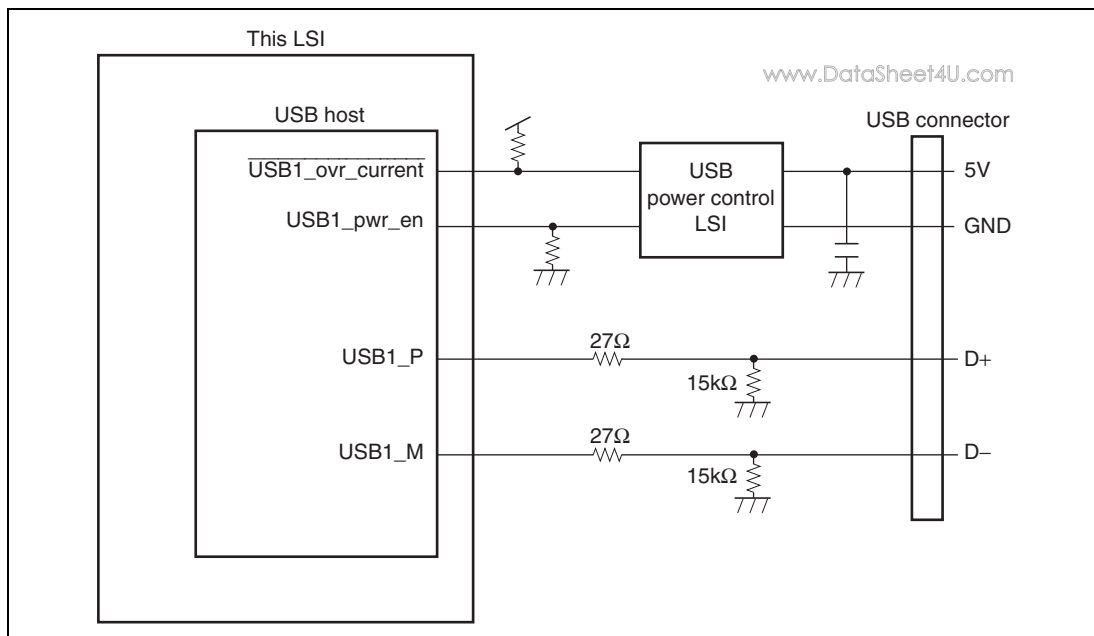 This LSI
www.DataSheet4U.com
USB host
USB connector
USB1_ovr_current
USB
power control
LSI
5V
USB1_pwr_en
GND
27Ω
USB1_P
D+
15kΩ
27Ω
USB1_M
D−
15kΩ